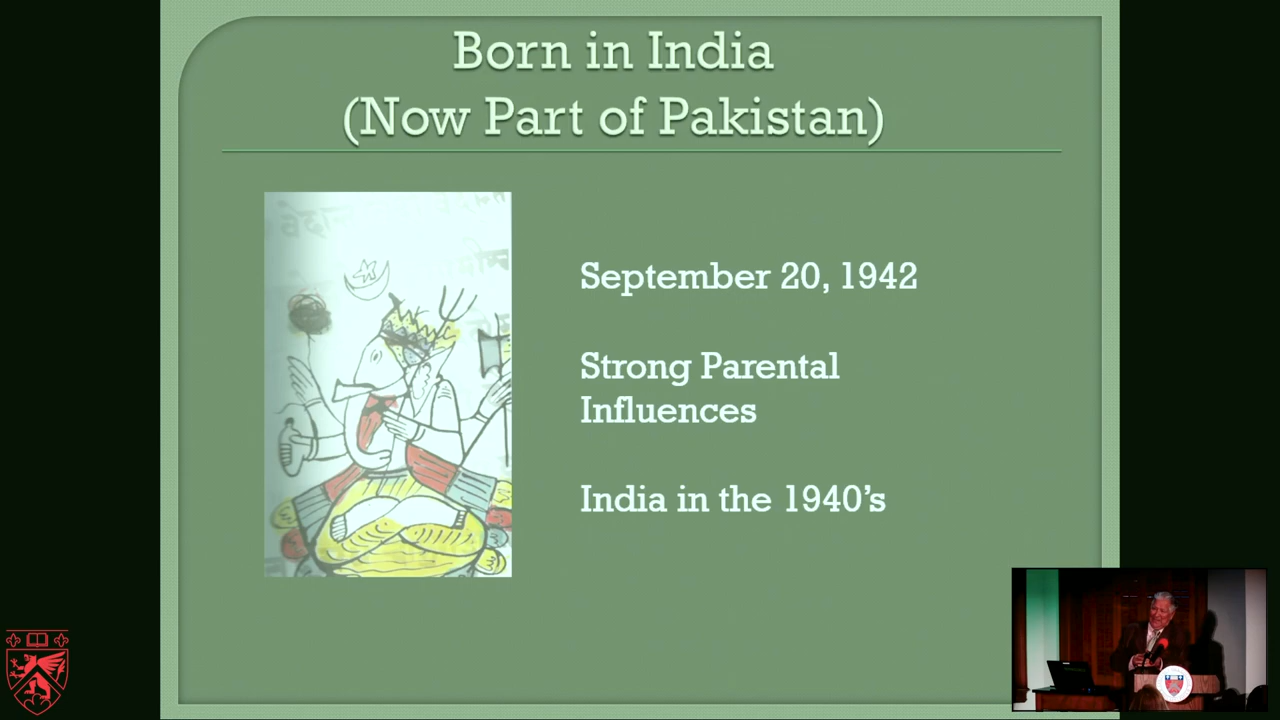 Born in India
(Now Part of Pakistan)
September 20, 1942
Strong Parental
Influences
India in the 1940’s